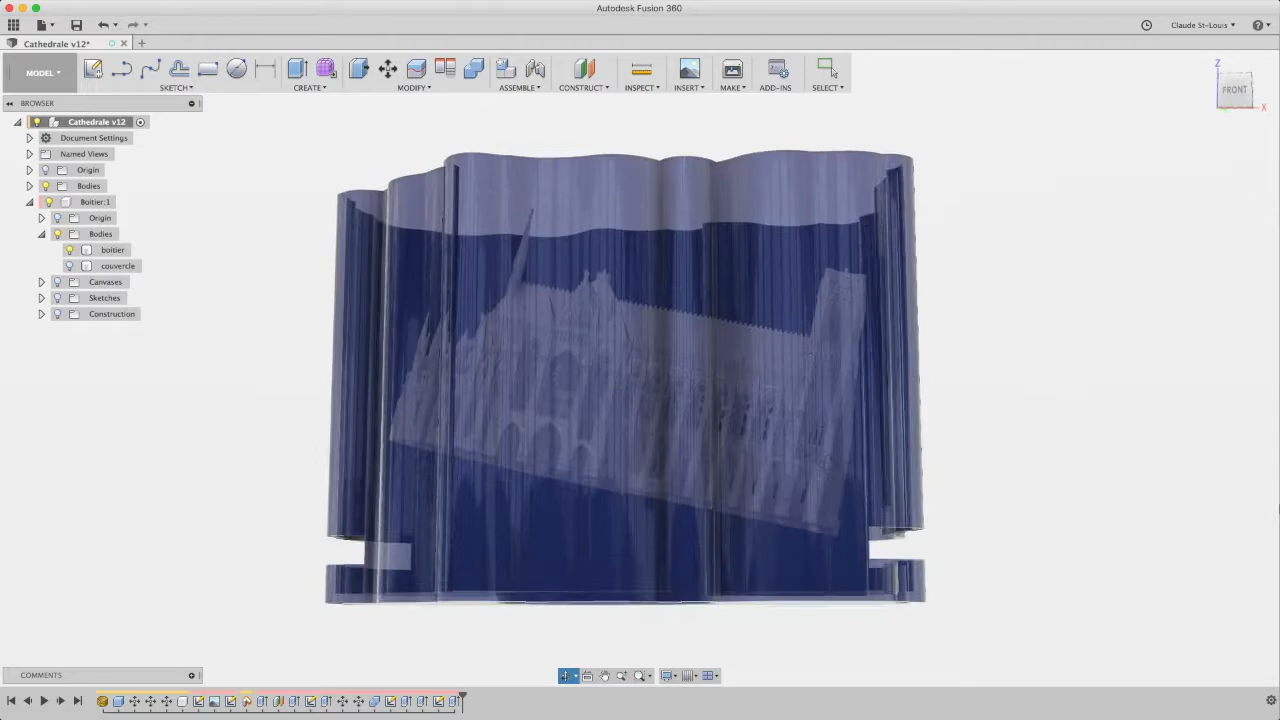 Autodesk Fusion 360
Claude St-Louis
Cathedrale v12*
MODEL
SKETCH
CREATE
MODIFY
ASSEMBLE
CONSTRUCT
INSPECT
INSERT
MAKE
ADD-INS
SELECT
Z
FRONT
X
BROWSER
Cathedrale v12
Document Settings
Named Views
Origin
Bodies
Boitier:1
Origin
Bodies
boitier
couvercle
Canvases
Sketches
Construction
COMMENTS